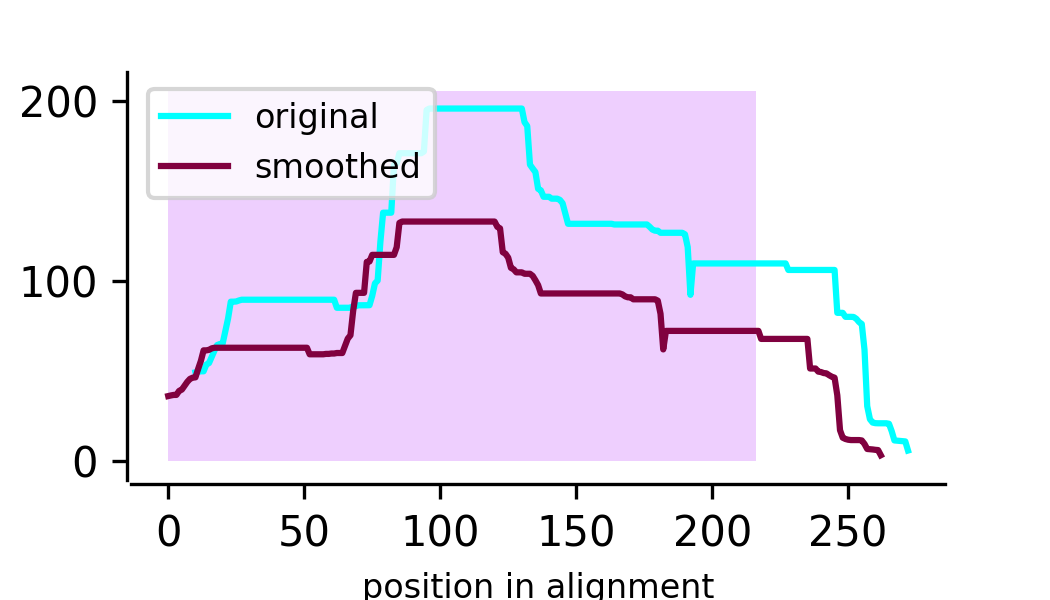 200
100
0
original
smoothed
0 50 100 150 200 250
position in alignment